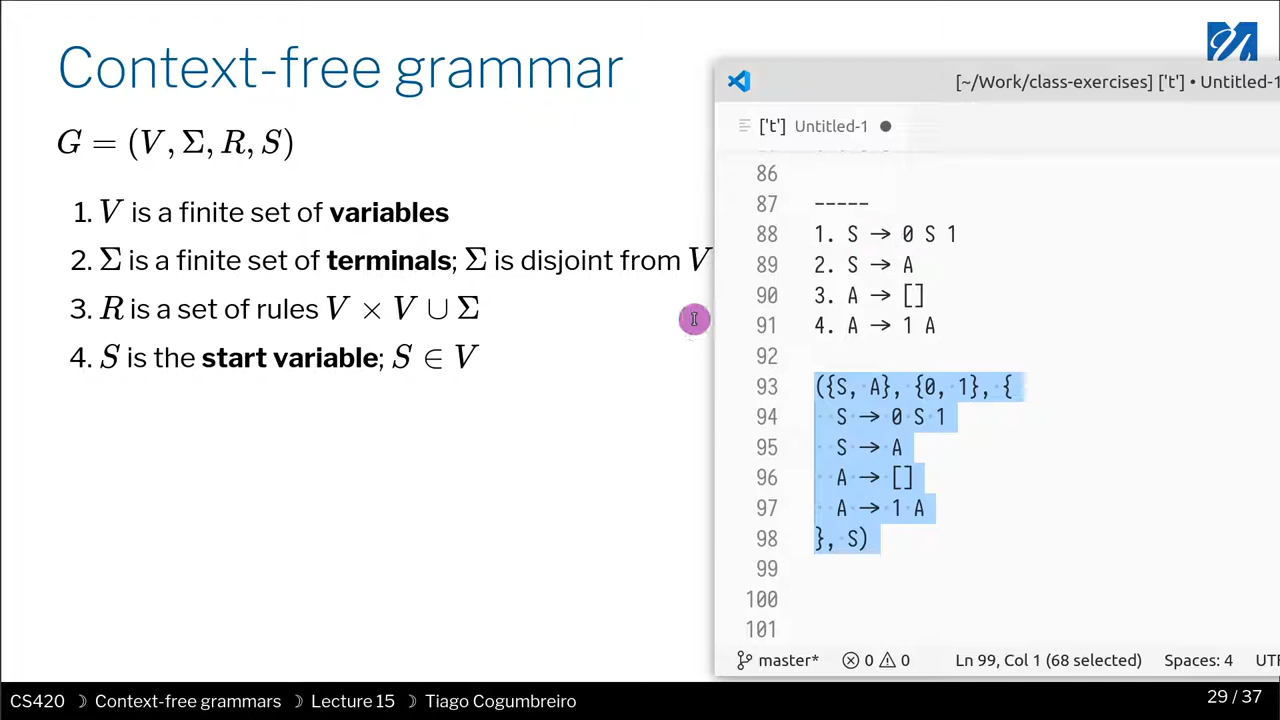 Context-free grammar
G = (V, Σ, R, S)
1. V is a finite set of variables
2. Σ is a finite set of terminals; Σ is disjoint from V
3. R is a set of rules V × V ∪ Σ
4. S is the start variable; S ∈ V
[~/Work/class-exercises] ['t'] • Untitled-1
['t'] Untitled-1 ●
86
87 -----
88 1. S → 0 S 1
89 2. S → A
90 3. A → []
91 4. A → 1 A
92
93 ({S, A}, {0, 1}, {
94 S → 0 S 1
95 S → A
96 A → []
97 A → 1 A
98 }, S)
99
100
101
master* 0 0 Ln 99, Col 1 (68 selected) Spaces: 4 UTF
CS420 ☽ Context-free grammars ☽ Lecture 15 ☽ Tiago Cogumbreiro 29 / 37